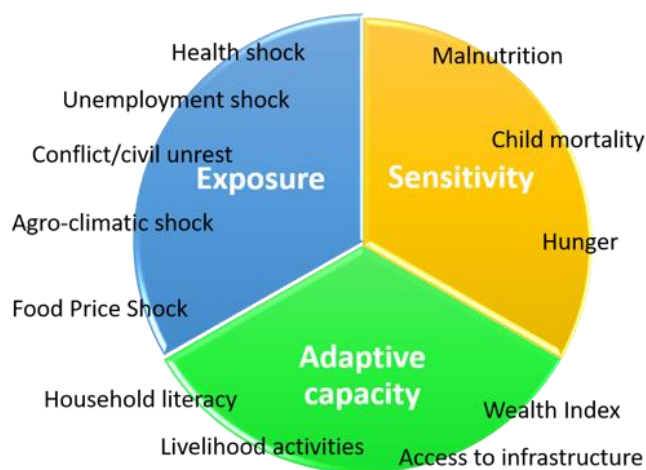 Health shock
Unemployment shock
Conflict/civil unrest
Agro-climatic shock
Food Price Shock
Exposure
Malnutrition
Child mortality
Hunger
Sensitivity
Adaptive
capacity
Household literacy
Livelihood activities
Wealth Index
Access to infrastructure